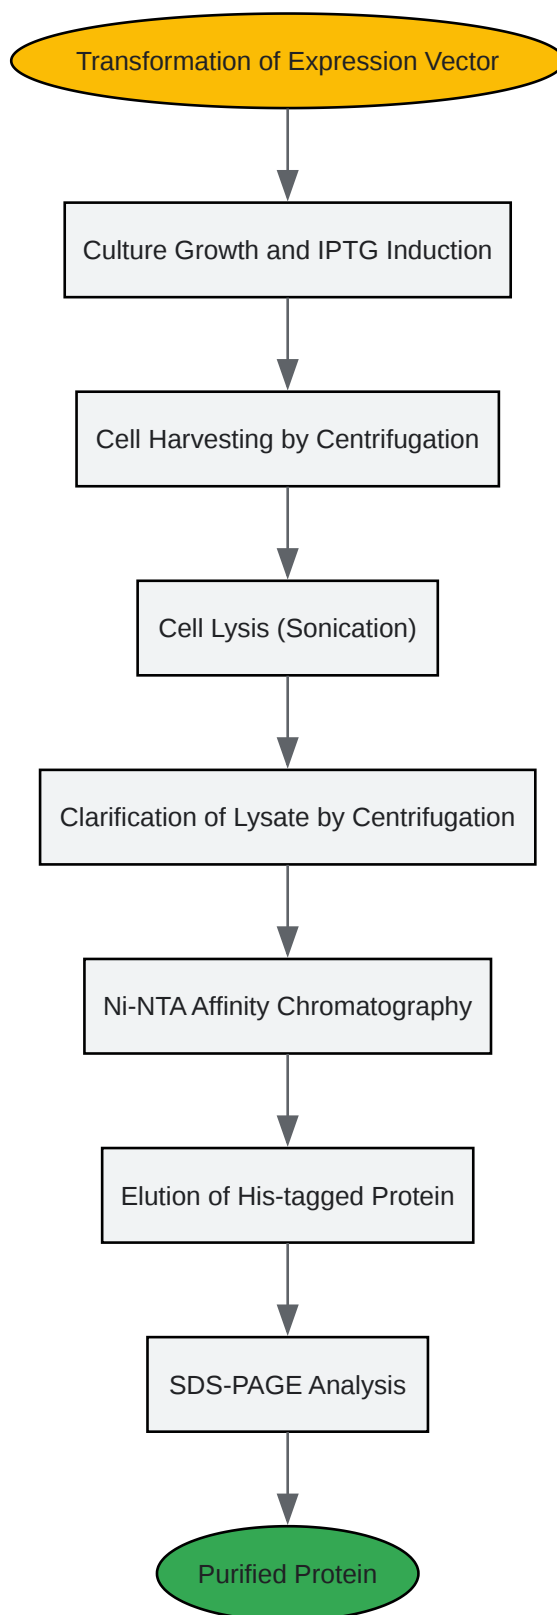 Transformation of Expression Vector
Culture Growth and IPTG Induction
Cell Harvesting by Centrifugation
Cell Lysis (Sonication)
Clarification of Lysate by Centrifugation
Ni-NTA Affinity Chromatography
Elution of His-tagged Protein
SDS-PAGE Analysis
Purified Protein